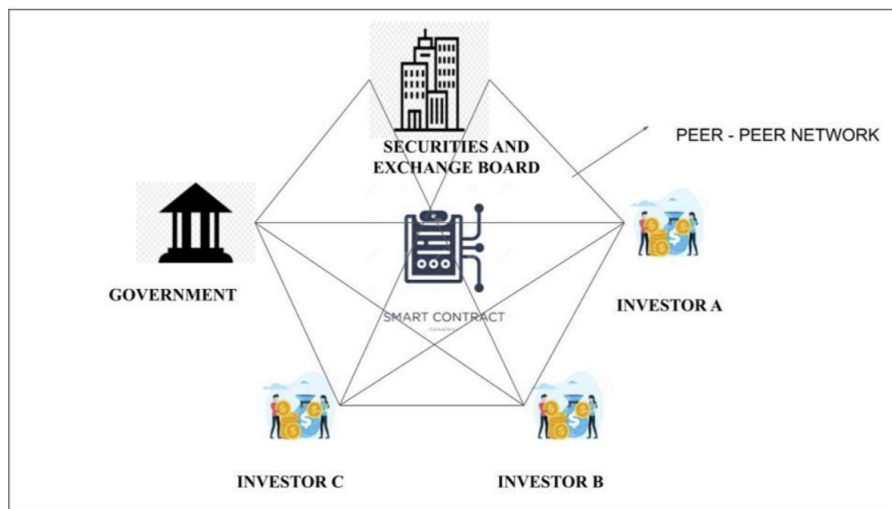 SECURITIES AND
EXCHANGE BOARD
PEER - PEER NETWORK
GOVERNMENT
INVESTOR A
SMART CONTRACT
INVESTOR C
INVESTOR B